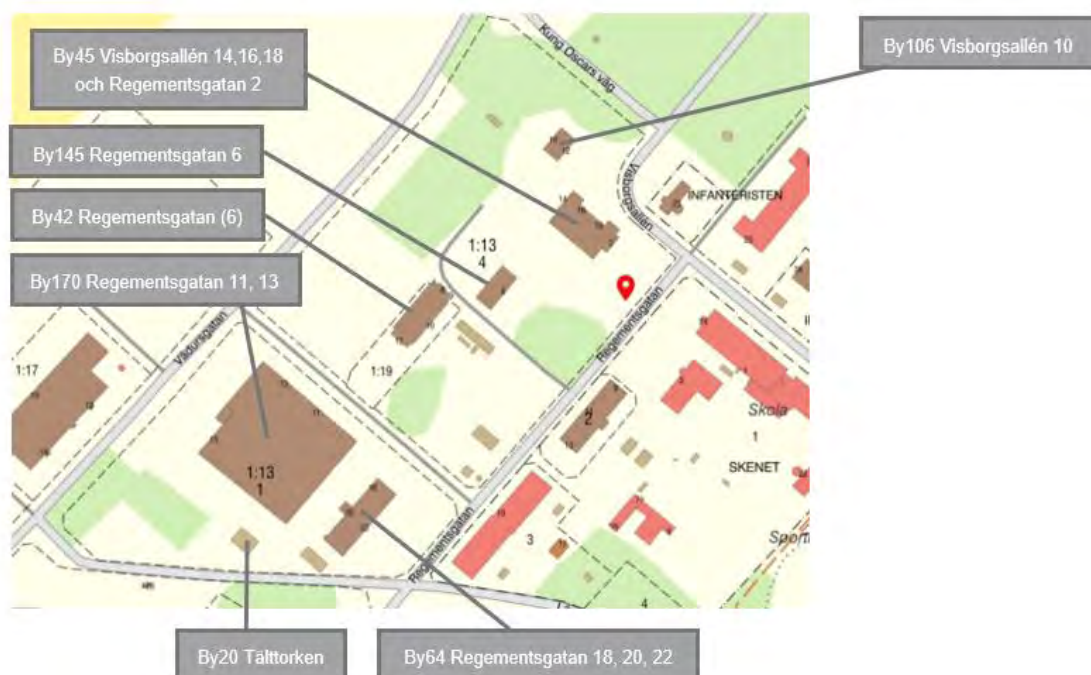 By45 Visborgsallén 14,16,18
och Regementsgatan 2
By106 Visborgsallén 10
By145 Regementsgatan 6
By42 Regementsgatan (6)
By170 Regementsgatan 11, 13
Kung Oscars väg
Visborgsallén
INFANTERISTEN
1:13
4
Regementsgatan
Vädursgatan
1:17
1:19
2
Skola
1
SKENET
1:13
1
3
Regementsgatan
Sport
4
By20 Tälttorken
By64 Regementsgatan 18, 20, 22